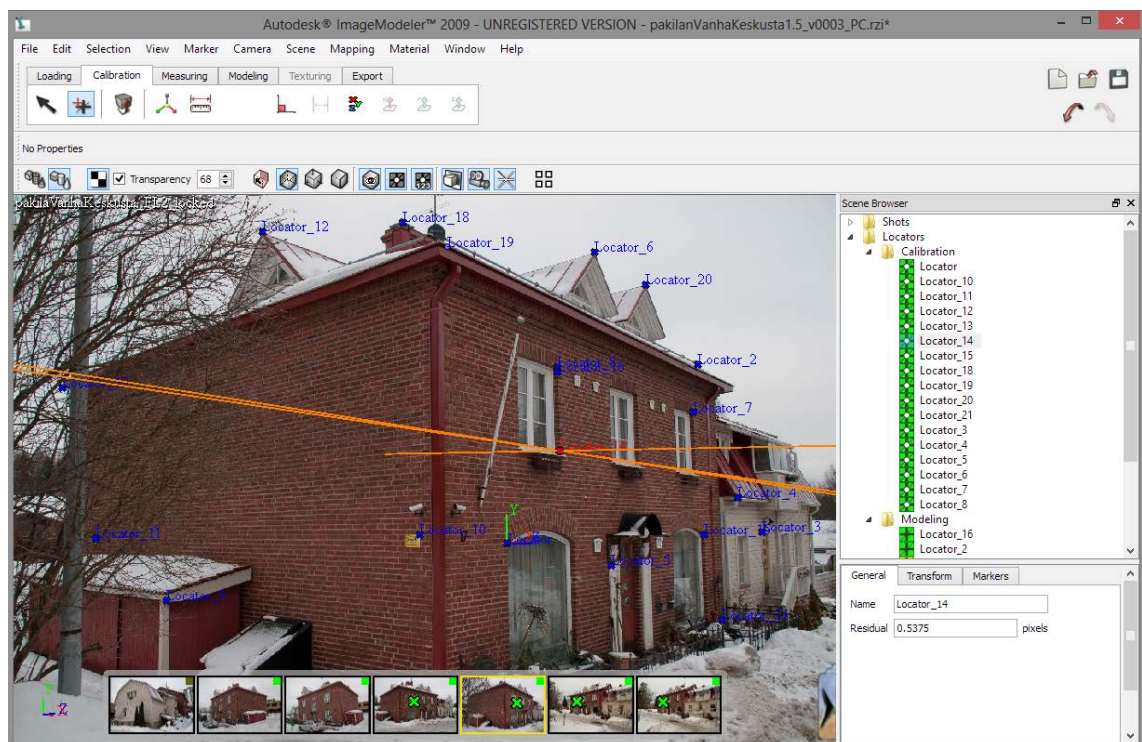 Autodesk® ImageModeler™ 2009 - UNREGISTERED VERSION - pakilanVanhaKeskusta1.5_v0003_PC.rzi*
File Edit Selection View Marker Camera Scene Mapping Material Window Help
Loading Calibration Measuring Modeling Texturing Export
No Properties
Transparency 68
Scene Browser
Shots
Locators
Calibration
Locator
Locator_10
Locator_11
Locator_12
Locator_13
Locator_14
Locator_15
Locator_18
Locator_19
Locator_20
Locator_21
Locator_3
Locator_4
Locator_5
Locator_6
Locator_7
Locator_8
Modeling
Locator_16
Locator_2
General Transform Markers
Name Locator_14
Residual 0.5375 pixels
locked
Locator_18
Locator_12
Locator_19
Locator_6
Locator_20
Locator_2
Locator_7
Locator_4
Locator_10
Locator_3
Locator_11
Locator
Locator_5
Y
Y
Z